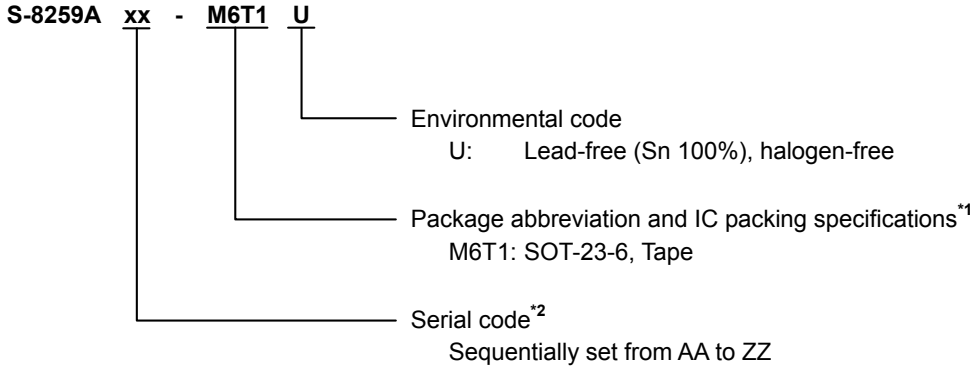 S-8259A xx - M6T1 U
Environmental code
U: Lead-free (Sn 100%), halogen-free
Package abbreviation and IC packing specifications*1
M6T1: SOT-23-6, Tape
Serial code*2
Sequentially set from AA to ZZ